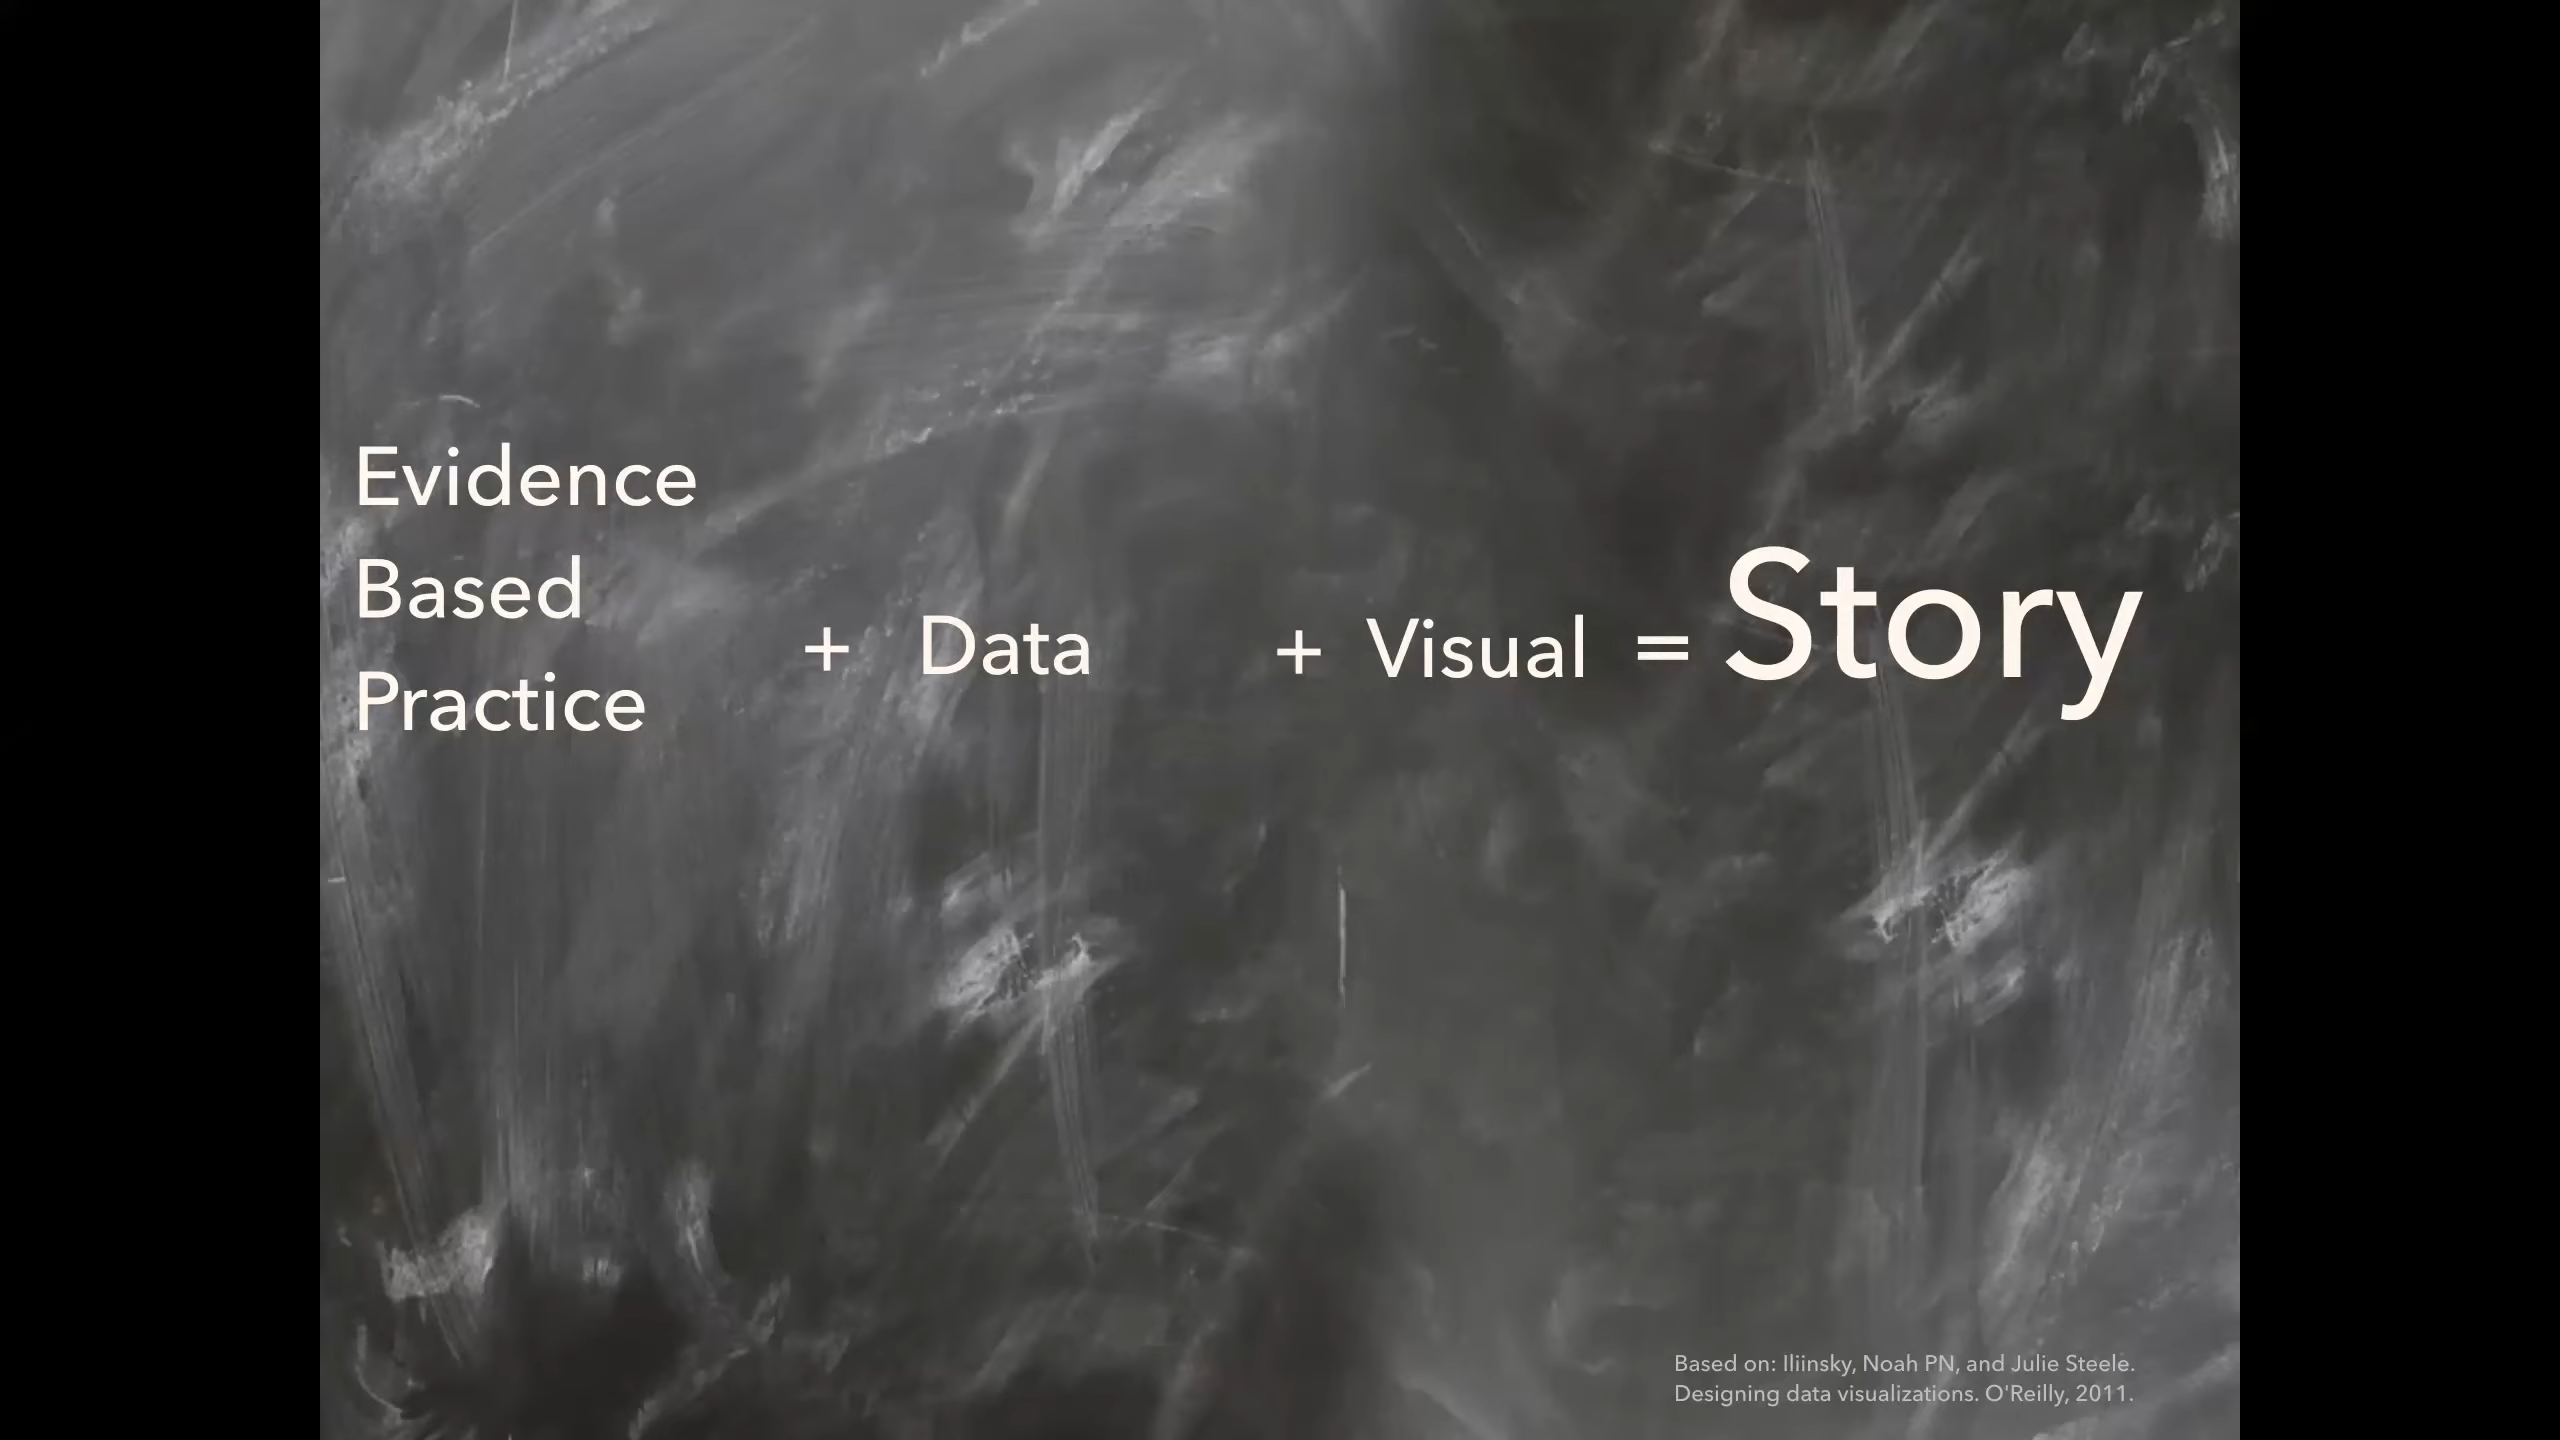 Evidence
Based
Practice
+ Data + Visual = Story
Based on: Iliinsky, Noah PN, and Julie Steele.
Designing data visualizations. O'Reilly, 2011.